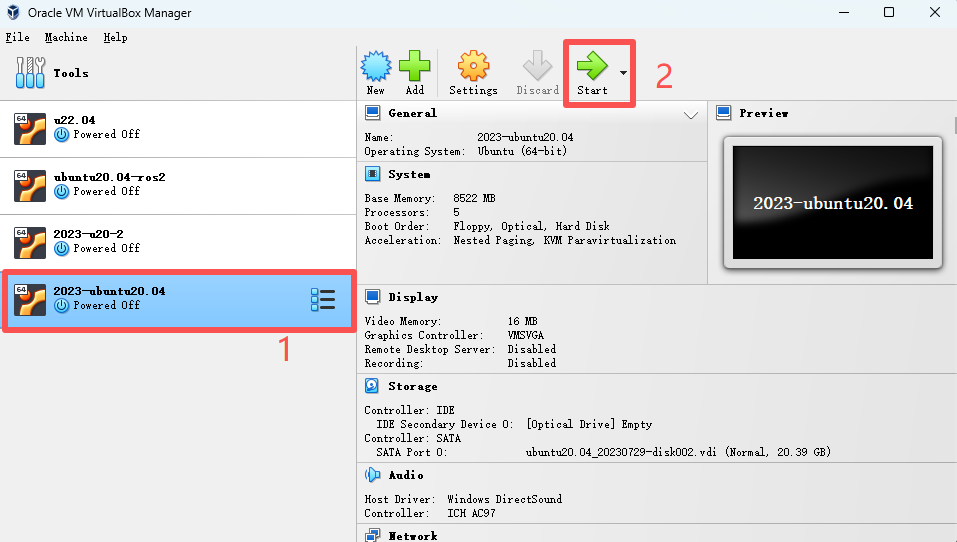 Oracle VM VirtualBox Manager
File Machine Help
Tools
New Add Settings Discard Start
2
64
u22.04
Powered Off
64
ubuntu20.04-ros2
Powered Off
64
2023-u20-2
Powered Off
64
2023-ubuntu20.04
Powered Off
1
General
Name: 2023-ubuntu20.04
Operating System: Ubuntu (64-bit)
System
Base Memory: 8522 MB
Processors: 5
Boot Order: Floppy, Optical, Hard Disk
Acceleration: Nested Paging, KVM Paravirtualization
Preview
2023-ubuntu20.04
Display
Video Memory: 16 MB
Graphics Controller: VMSVGA
Remote Desktop Server: Disabled
Recording: Disabled
Storage
Controller: IDE
IDE Secondary Device 0: [Optical Drive] Empty
Controller: SATA
SATA Port 0: ubuntu20.04_20230729-disk002.vdi (Normal, 20.39 GB)
Audio
Host Driver: Windows DirectSound
Controller: ICH AC97
Network